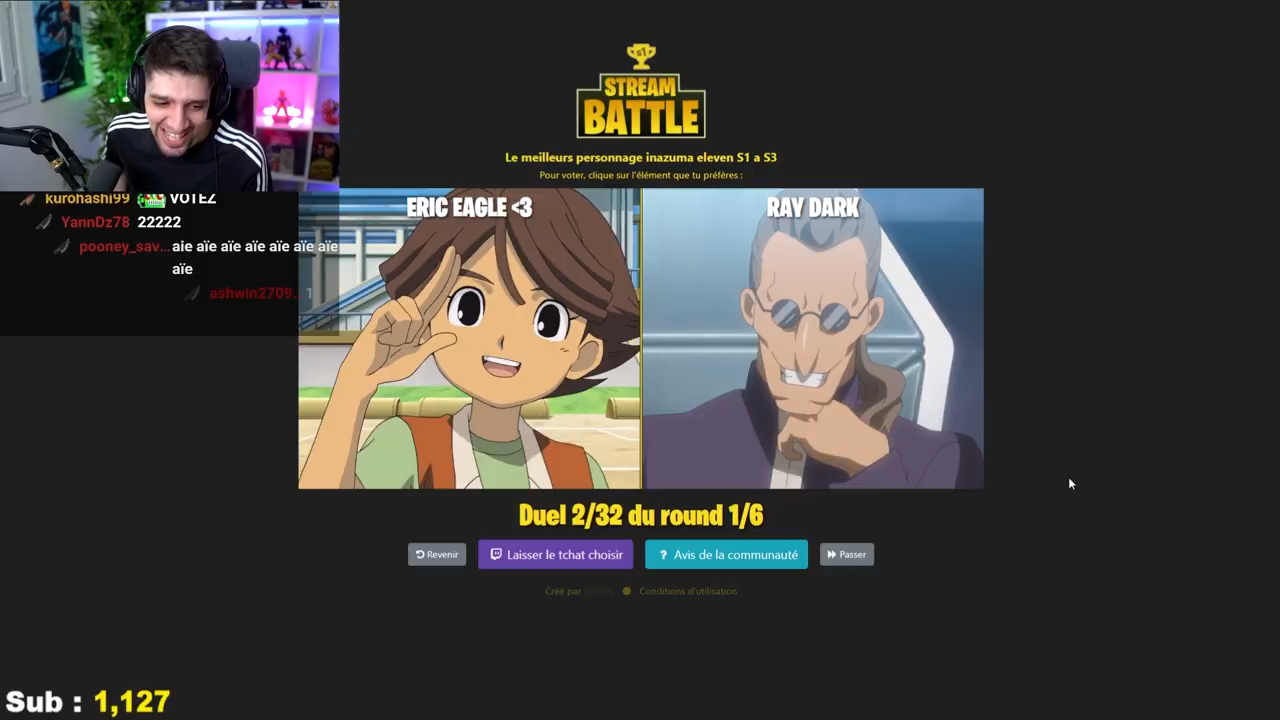 STREAM
BATTLE
Le meilleurs personnage inazuma eleven S1 a S3
Pour voter, clique sur l'élément que tu préfères :
kurohashi99 VOTEZ
YannDz78 22222
pooney_sav... aie aïe aïe aïe aïe aïe aïe
aïe
ashwin2709... 1
ERIC EAGLE <3
RAY DARK
Duel 2/32 du round 1/6
Revenir
Laisser le tchat choisir
? Avis de la communauté
Passer
Créé par
Conditions d'utilisation
Sub : 1,127